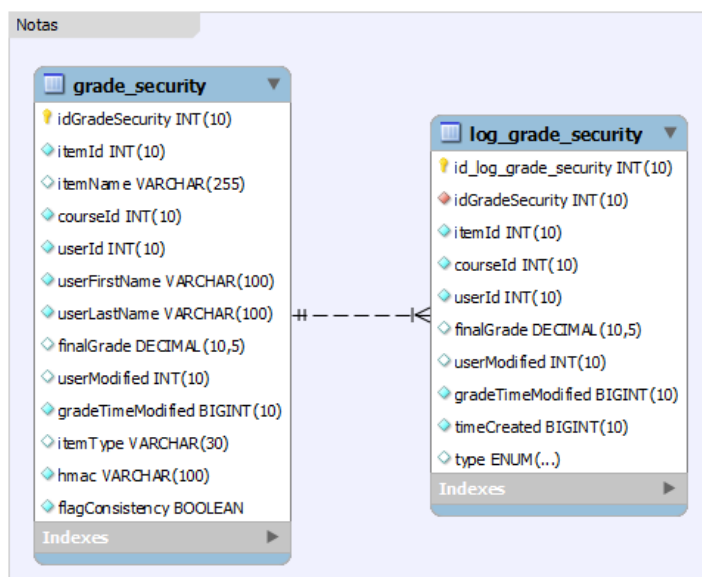 Notas
grade_security
idGradeSecurity INT(10)
itemId INT(10)
itemName VARCHAR(255)
courseId INT(10)
userId INT(10)
userFirstName VARCHAR(100)
userLastName VARCHAR(100)
finalGrade DECIMAL(10,5)
userModified INT(10)
gradeTimeModified BIGINT(10)
itemType VARCHAR(30)
hmac VARCHAR(100)
flagConsistency BOOLEAN
Indexes
log_grade_security
id_log_grade_security INT(10)
idGradeSecurity INT(10)
itemId INT(10)
courseId INT(10)
userId INT(10)
finalGrade DECIMAL(10,5)
userModified INT(10)
gradeTimeModified BIGINT(10)
timeCreated BIGINT(10)
type ENUM(...)
Indexes